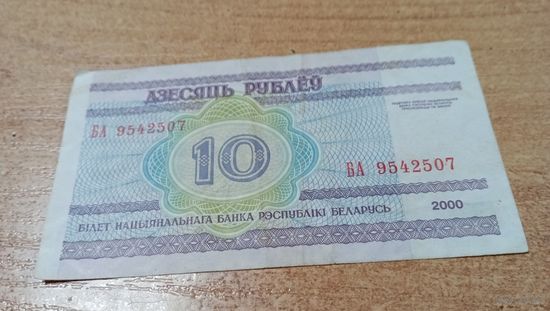 ДЗЕСЯЦЬ РУБЛЁЎ
БА 9542507
10
БА 9542507
БІЛЕТ НАЦЫЯНАЛЬНАГА БАНКА РЭСПУБЛІКІ БЕЛАРУСЬ 2000